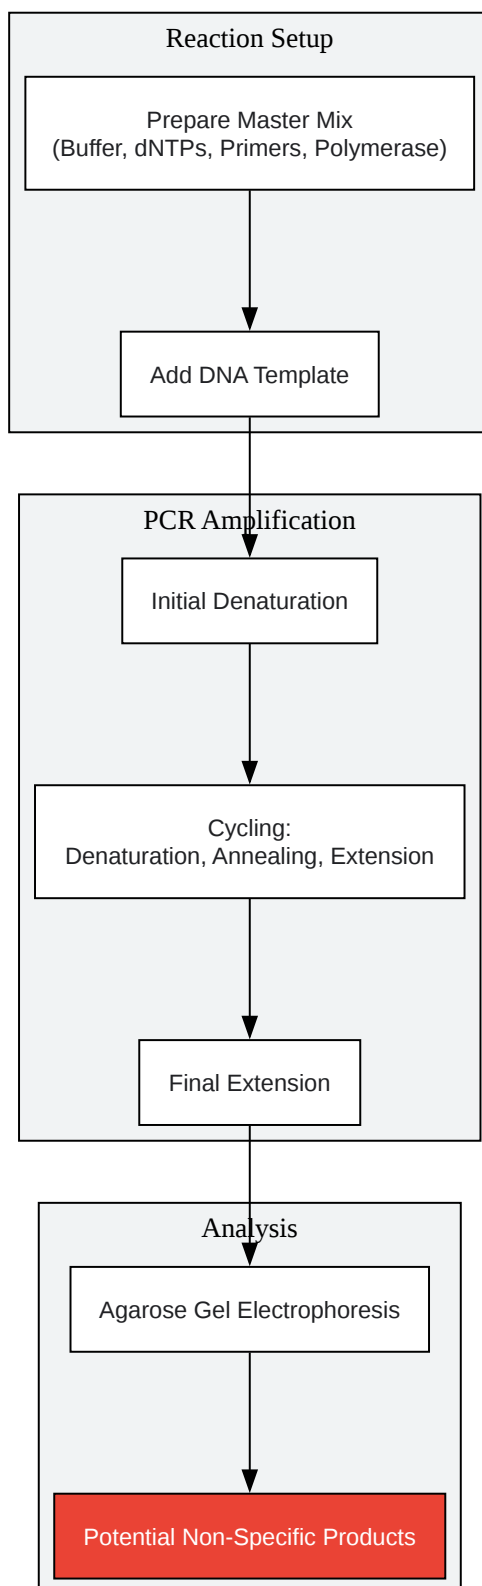 Reaction Setup
Prepare Master Mix
(Buffer, dNTPs, Primers, Polymerase)
Add DNA Template
PCR Amplification
Initial Denaturation
Cycling:
Denaturation, Annealing, Extension
Final Extension
Analysis
Agarose Gel Electrophoresis
Potential Non-Specific Products